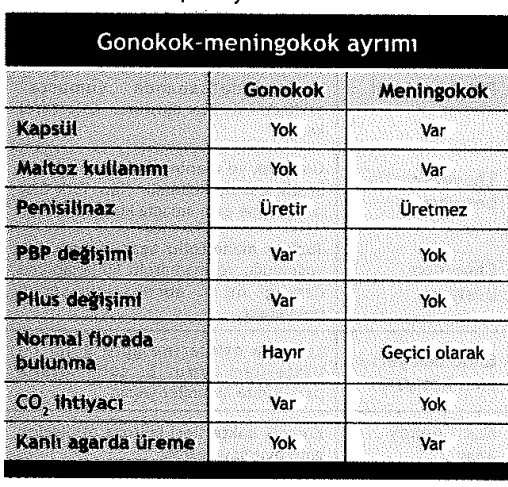 Gonokok-meningokok ayrımı
Gonokok Meningokok
Kapsül Yok Var
Maltoz kullanımı Yok Var
Penisilinaz Üretir Üretmez
PBP değişimi Var Yok
Pilus değişimi Var Yok
Normal florada
bulunma Hayır Geçici olarak
CO₂ ihtiyacı Var Yok
Kanlı agarda üreme Yok Var